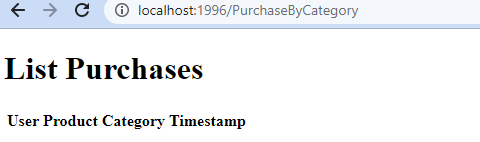 localhost:1996/PurchaseByCategory
List Purchases
User Product Category Timestamp